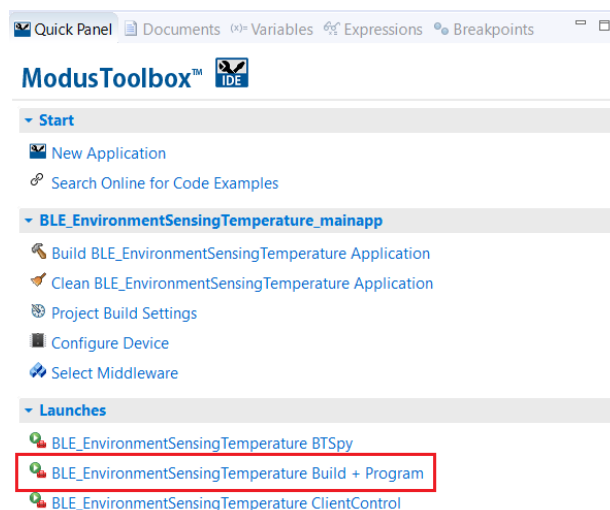 Quick Panel Documents (x)= Variables Expressions Breakpoints
ModusToolbox™ IDE
Start
New Application
Search Online for Code Examples
BLE_EnvironmentSensingTemperature_mainapp
Build BLE_EnvironmentSensingTemperature Application
Clean BLE_EnvironmentSensingTemperature Application
Project Build Settings
Configure Device
Select Middleware
Launches
BLE_EnvironmentSensingTemperature BTSpy
BLE_EnvironmentSensingTemperature Build + Program
BLE_EnvironmentSensingTemperature ClientControl